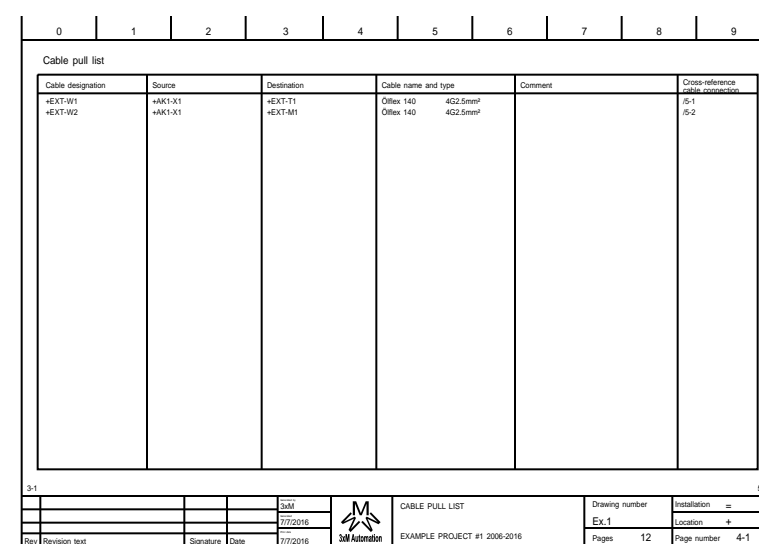 0 1 2 3 4 5 6 7 8 9
Cable pull list
Cable designation Source Destination Cable name and type Comment Cross-reference
cable connection
+EXT-W1 +AK1-X1 +EXT-T1 Ölflex 140 4G2.5mm² /5-1
+EXT-W2 +AK1-X1 +EXT-M1 Ölflex 140 4G2.5mm² /5-2
3-1
3xM CABLE PULL LIST Drawing number Installation =
7/7/2016 Ex.1 Location +
Rev Revision text Signature Date 7/7/2016 3xM Automation EXAMPLE PROJECT #1 2006-2016 Pages 12 Page number 4-1